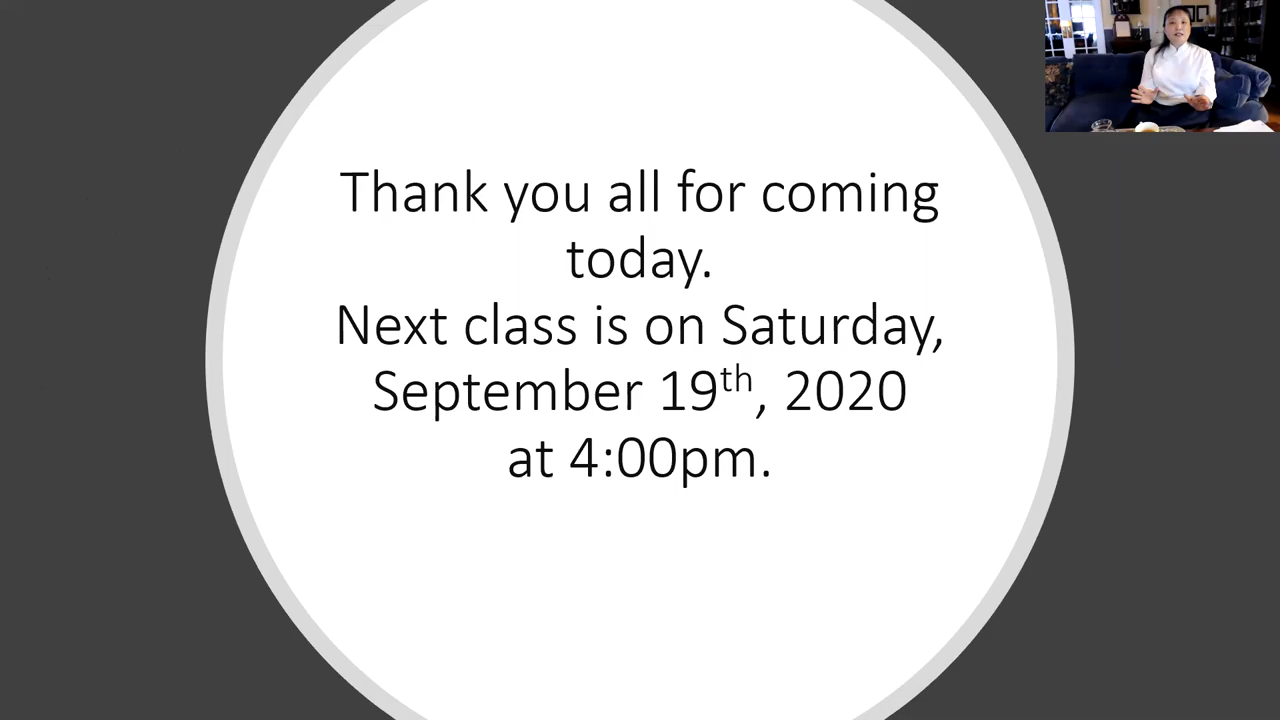 Thank you all for coming
today.
Next class is on Saturday,
September 19th, 2020
at 4:00pm.